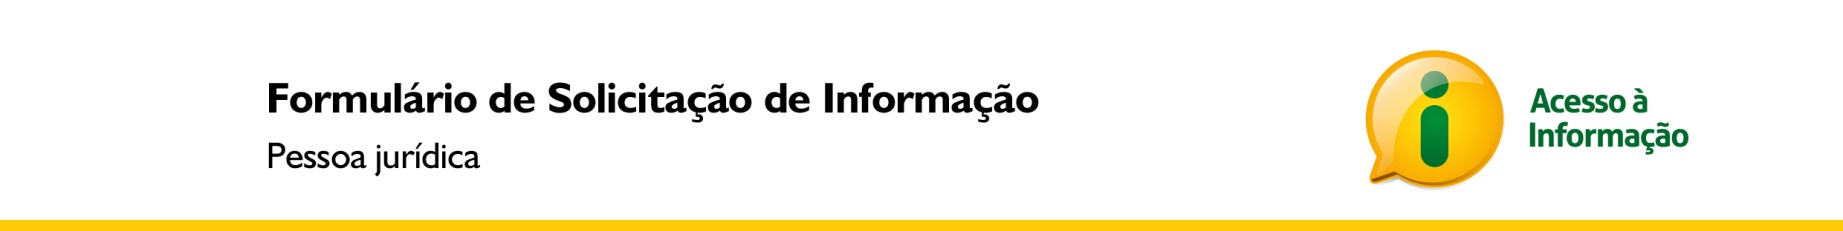 Formulário de Solicitação de Informação
Pessoa jurídica
Acesso à
Informação